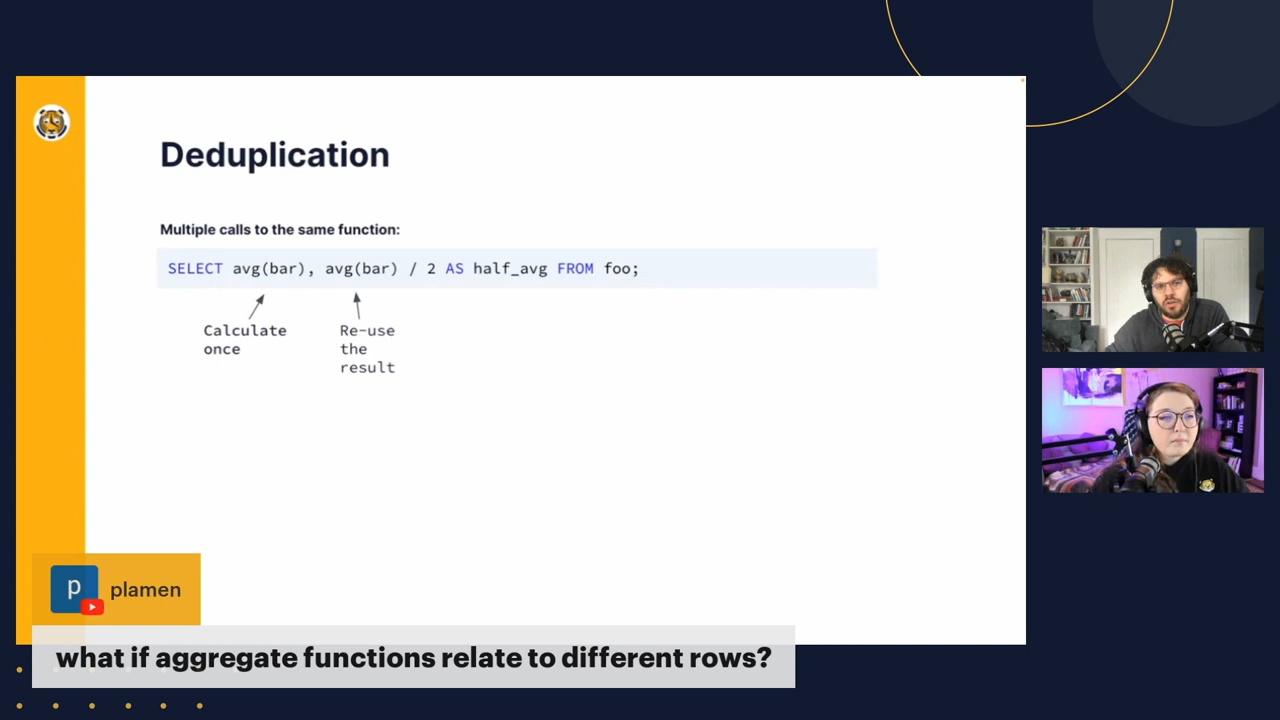 Deduplication
Multiple calls to the same function:
SELECT avg(bar), avg(bar) / 2 AS half_avg FROM foo;
Calculate
once
Re-use
the
result
p
plamen
what if aggregate functions relate to different rows?